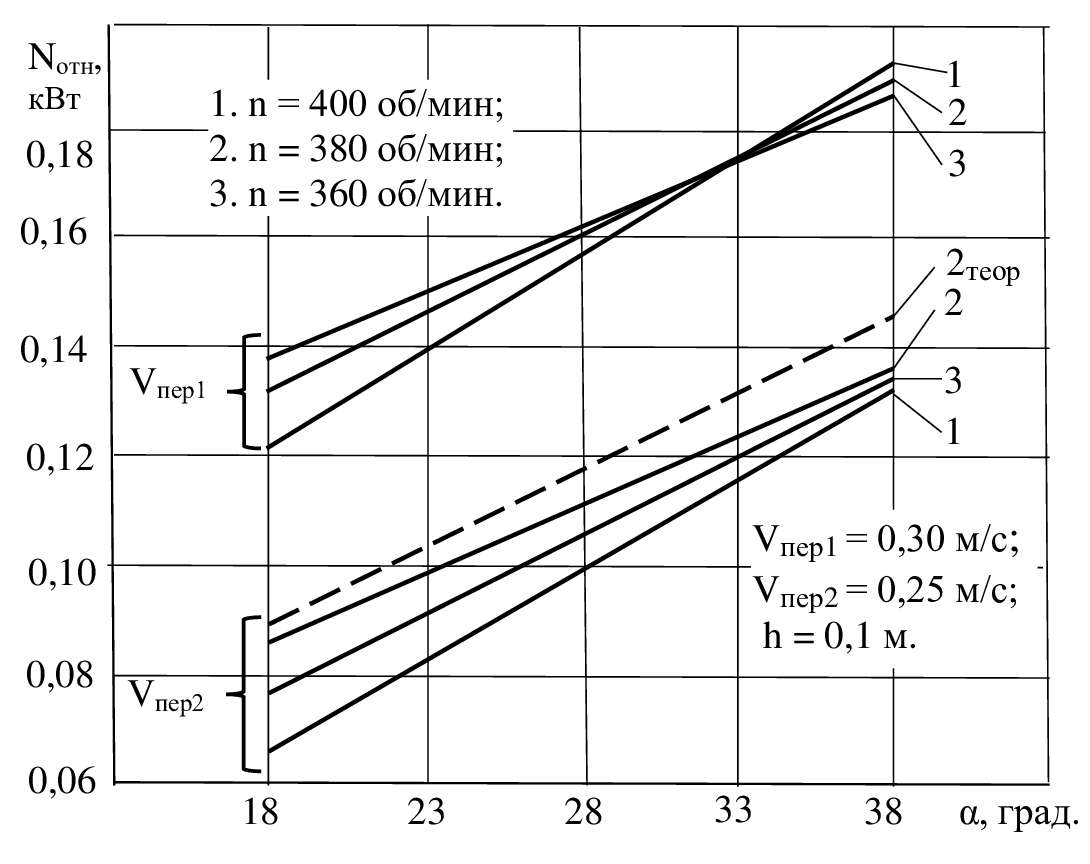 Nотн,
кВт
1. n = 400 об/мин;
2. n = 380 об/мин;
3. n = 360 об/мин.
1
2
3
0,18
0,16
2теор
2
0,14
Vпер1
3
1
0,12
Vпер1 = 0,30 м/с;
0,10
Vпер2 = 0,25 м/с;
h = 0,1 м.
0,08
Vпер2
0,06
18 23 28 33 38 α, град.